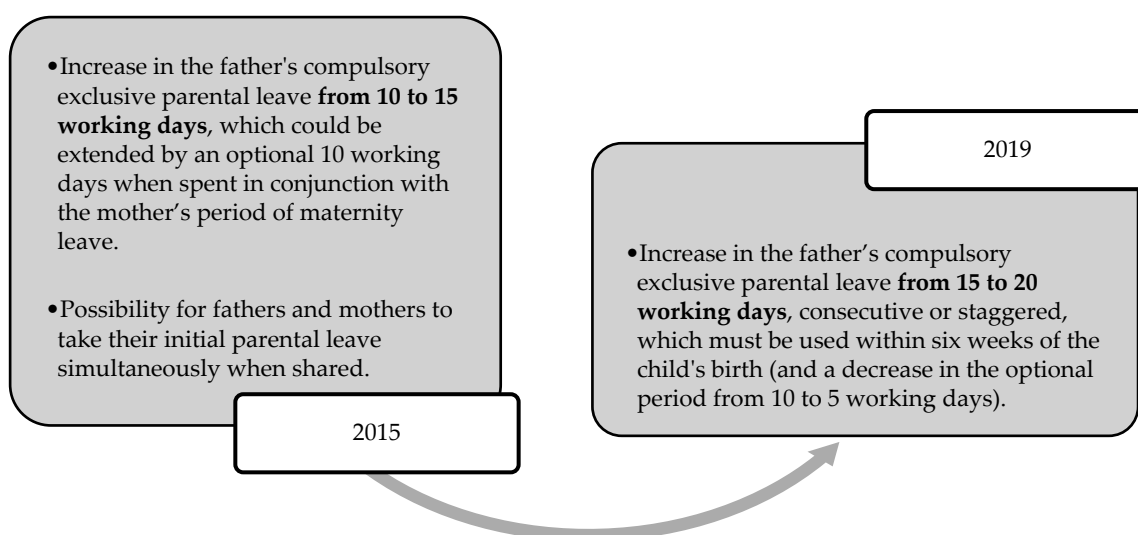 •Increase in the father's compulsory
exclusive parental leave from 10 to 15
working days, which could be
extended by an optional 10 working
days when spent in conjunction with
the mother’s period of maternity
leave.
•Possibility for fathers and mothers to
take their initial parental leave
simultaneously when shared.
2015
2019
•Increase in the father’s compulsory
exclusive parental leave from 15 to 20
working days, consecutive or staggered,
which must be used within six weeks of the
child's birth (and a decrease in the optional
period from 10 to 5 working days).